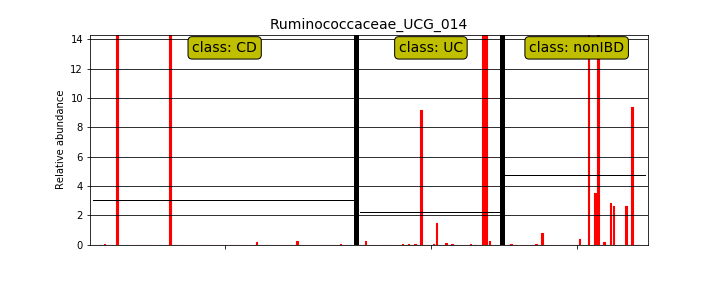 Ruminococcaceae_UCG_014
class: CD
class: UC
class: nonIBD
Relative abundance
14
12
10
8
6
4
2
0